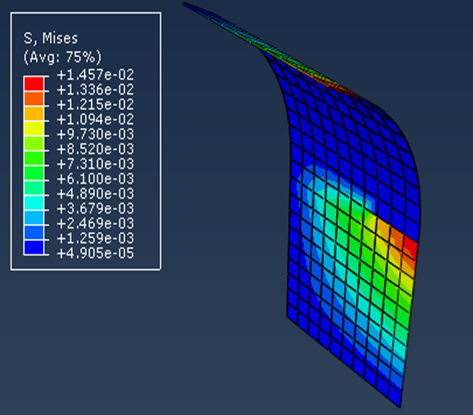 S, Mises
(Avg: 75%)
+1.457e-02
+1.336e-02
+1.215e-02
+1.094e-02
+9.730e-03
+8.520e-03
+7.310e-03
+6.100e-03
+4.890e-03
+3.679e-03
+2.469e-03
+1.259e-03
+4.905e-05